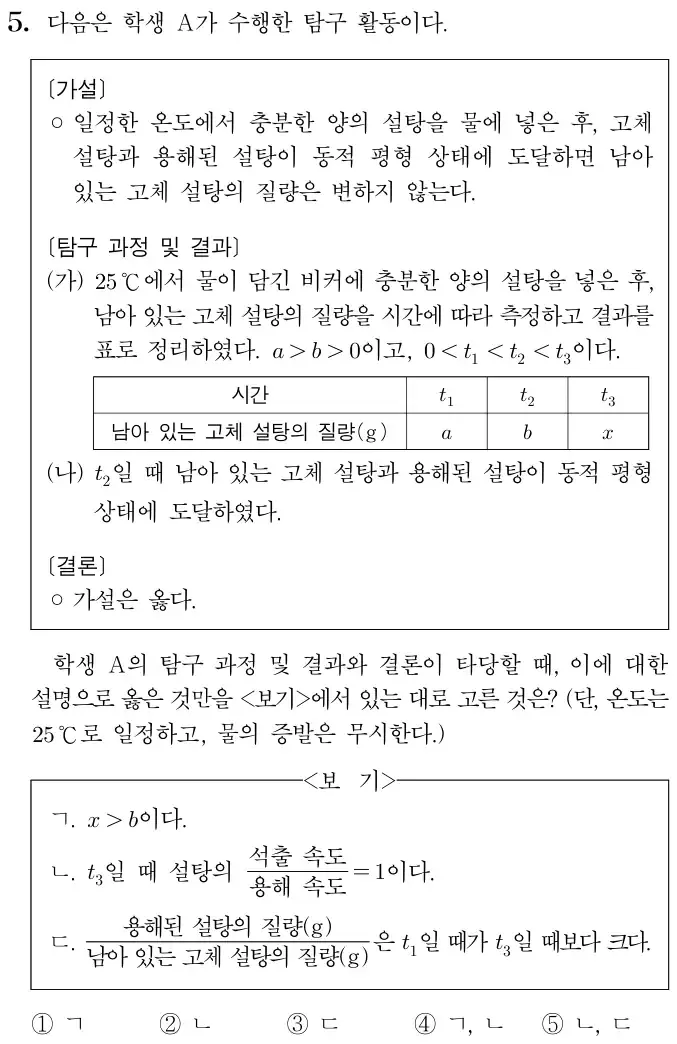 5. 다음은 학생 A가 수행한 탐구 활동이다.
[가설]
○ 일정한 온도에서 충분한 양의 설탕을 물에 넣은 후, 고체
설탕과 용해된 설탕이 동적 평형 상태에 도달하면 남아
있는 고체 설탕의 질량은 변하지 않는다.
[탐구 과정 및 결과]
(가) 25℃에서 물이 담긴 비커에 충분한 양의 설탕을 넣은 후,
남아 있는 고체 설탕의 질량을 시간에 따라 측정하고 결과를
표로 정리하였다. a>b>0이고, 0<t₁<t₂<t₃이다.
시간 t₁ t₂ t₃
남아 있는 고체 설탕의 질량(g) a b x
(나) t₂일 때 남아 있는 고체 설탕과 용해된 설탕이 동적 평형
상태에 도달하였다.
[결론]
○ 가설은 옳다.
학생 A의 탐구 과정 및 결과와 결론이 타당할 때, 이에 대한
설명으로 옳은 것만을 <보기>에서 있는 대로 고른 것은? (단, 온도는
25℃로 일정하고, 물의 증발은 무시한다.)
<보 기>
ㄱ. x>b이다.
ㄴ. t₃일 때 설탕의 석출 속도/용해 속도=1이다.
ㄷ. 용해된 설탕의 질량(g)/남아 있는 고체 설탕의 질량(g)은 t₁일 때가 t₃일 때보다 크다.
① ㄱ ② ㄴ ③ ㄷ ④ ㄱ, ㄴ ⑤ ㄴ, ㄷ